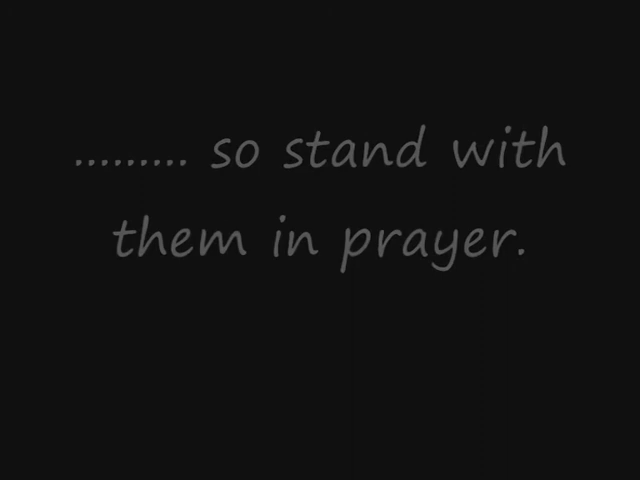 ......... so stand with
them in prayer.